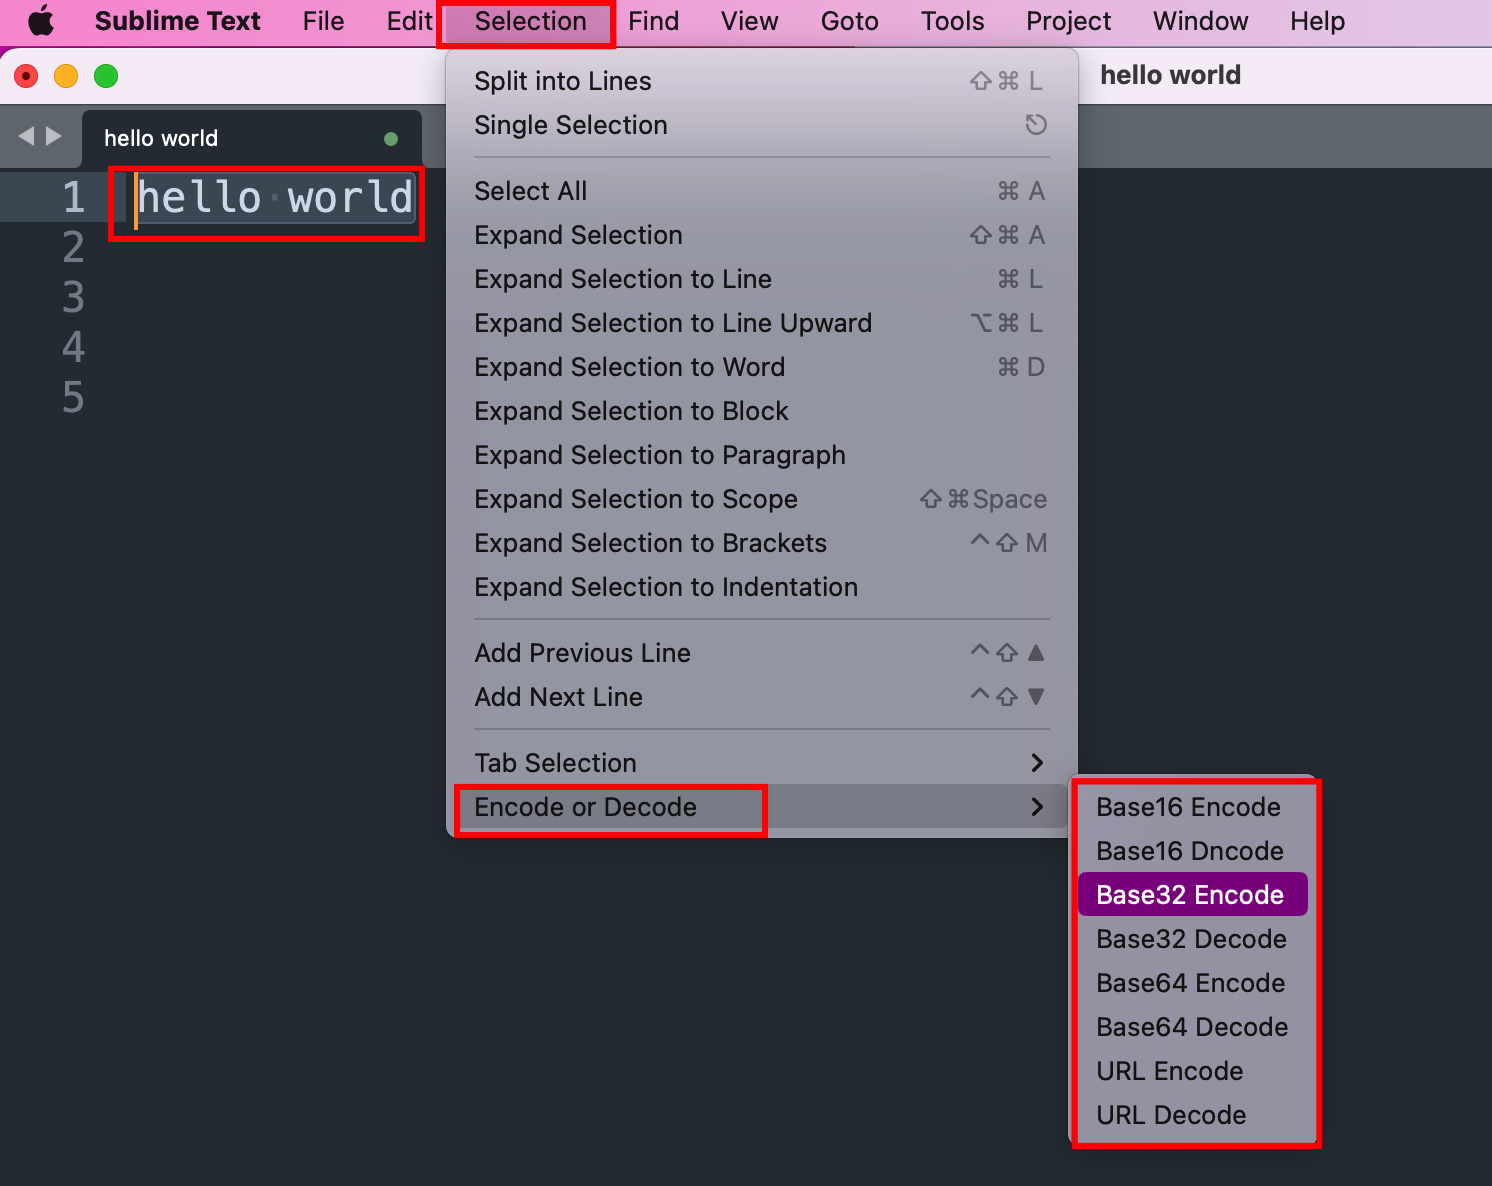 Sublime Text File Edit Selection Find View Goto Tools Project Window Help
hello world
hello world
1 hello·world
2
3
4
5
Split into Lines ⇧⌘ L
Single Selection ⎋
Select All ⌘ A
Expand Selection ⇧⌘ A
Expand Selection to Line ⌘ L
Expand Selection to Line Upward ⌥⌘ L
Expand Selection to Word ⌘ D
Expand Selection to Block
Expand Selection to Paragraph
Expand Selection to Scope ⇧⌘Space
Expand Selection to Brackets ^⇧ M
Expand Selection to Indentation
Add Previous Line ^⇧ ▲
Add Next Line ^⇧ ▼
Tab Selection >
Encode or Decode >
Base16 Encode
Base16 Dncode
Base32 Encode
Base32 Decode
Base64 Encode
Base64 Decode
URL Encode
URL Decode